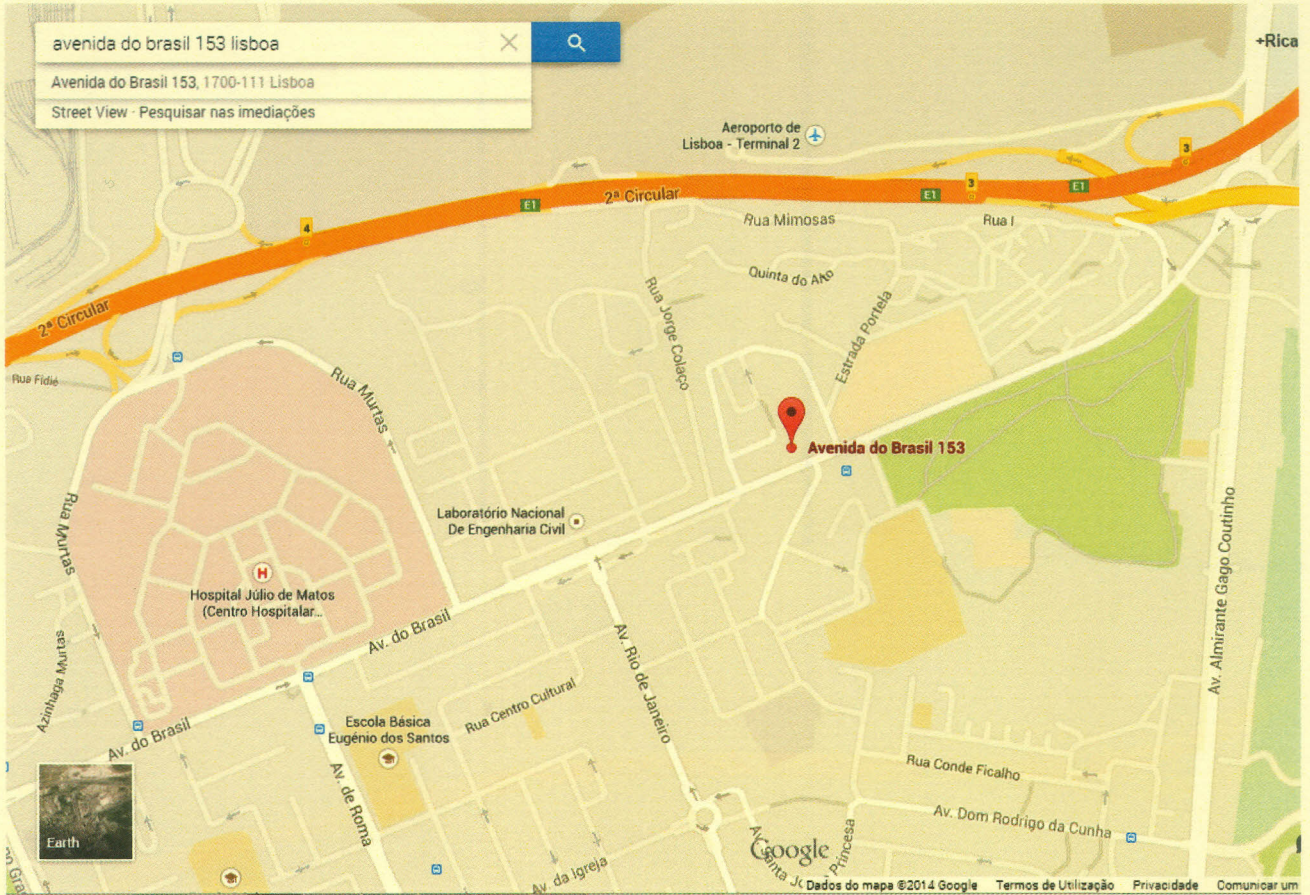 avenida do brasil 153 lisboa
Avenida do Brasil 153, 1700-111 Lisboa
Street View · Pesquisar nas imediações
+Rica
Aeroporto de
Lisboa - Terminal 2
3
3
E1
E1
2ª Circular
E1
4
Rua Mimosas
Rua I
Quinta do Alto
2ª Circular
Rua Jorge Colaço
Estrada Portela
Rua Fidié
Rua Murtas
Avenida do Brasil 153
Rua Murtas
Laboratório Nacional
De Engenharia Civil
H
Hospital Júlio de Matos
(Centro Hospitalar...
Av. Almirante Gago Coutinho
Av. do Brasil
Azinhaga Murtas
Av. Rio de Janeiro
Rua Centro Cultural
Escola Básica
Eugénio dos Santos
Av. do Brasil
Rua Conde Ficalho
Av. de Roma
Av. Dom Rodrigo da Cunha
Earth
Princesa
Google
Av. da Igreja
Dados do mapa ©2014 Google Termos de Utilização Privacidade Comunicar um